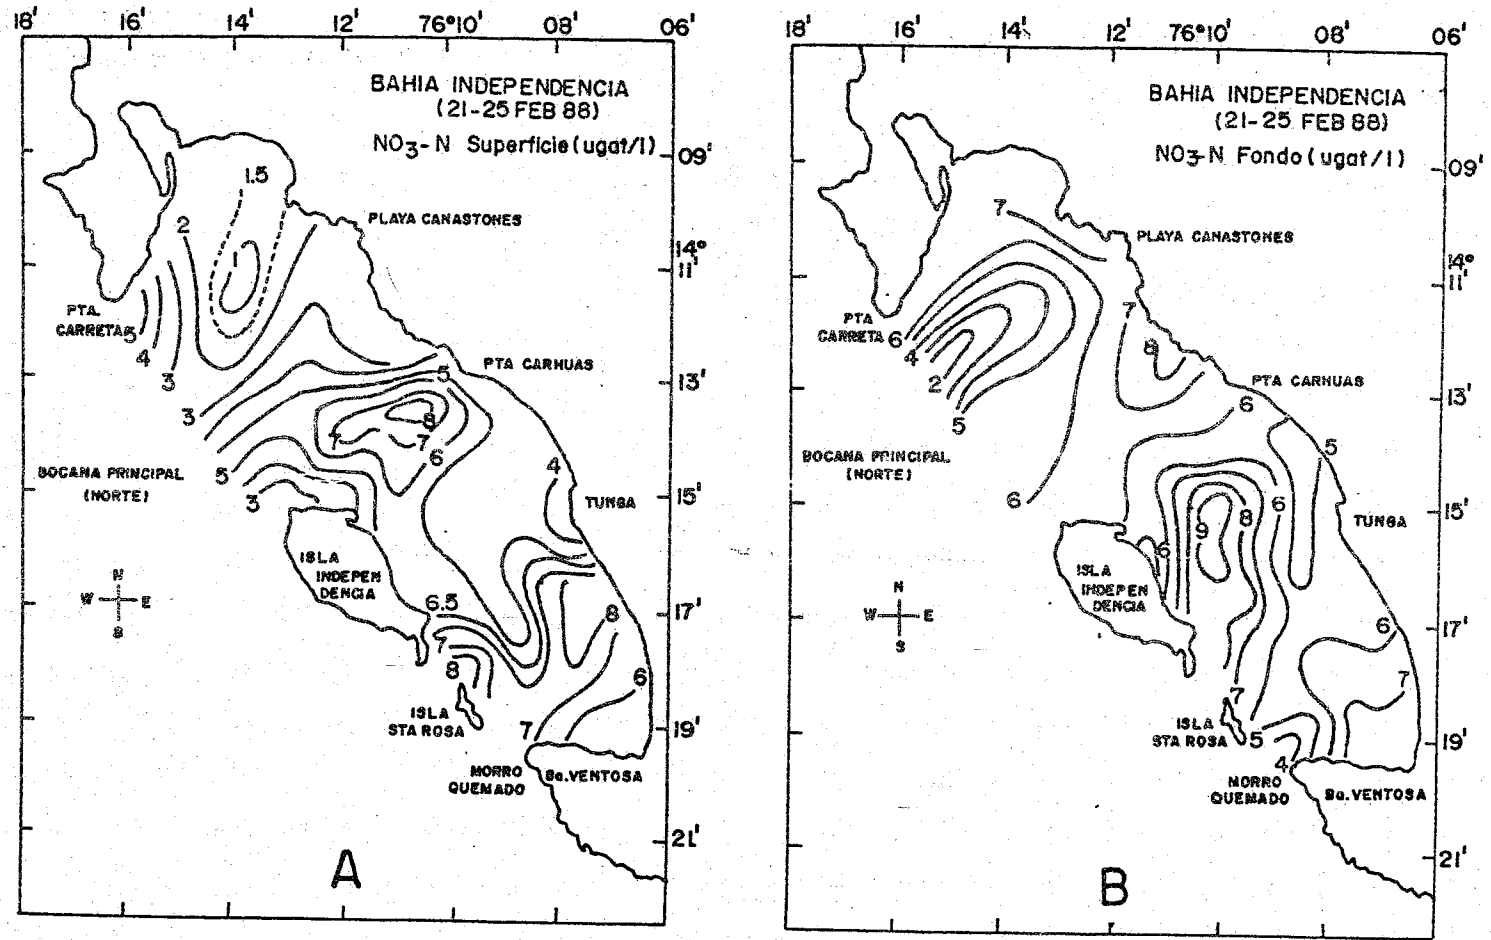 18' 16' 14' 12' 76°10' 08' 06'
BAHIA INDEPENDENCIA
(21-25 FEB 88)
NO3-N Superficie (ugat/l)
09'
1.5
PLAYA CANASTONES
2
14°
11'
1
PTA.
CARRETA
5
4
3
PTA CARHUAS
5
13'
3
8
7 7
6
BOCANA PRINCIPAL
(NORTE)
5
3
4
15'
TUNGA
ISLA
INDEPEN
DENCIA
N
W E
S
6.5
17'
8
7
8
6
ISLA
STA ROSA
7
19'
MORRO
QUEMADO
Ba. VENTOSA
21'
A
18' 16' 14' 12' 76°10' 08' 06'
BAHIA INDEPENDENCIA
(21-25 FEB 88)
NO3-N Fondo (ugat/l)
09'
7
PLAYA CANASTONES
14°
11'
PTA
CARRETA
6
4
2
5
7
8
PTA CARHUAS
13'
6
5
BOCANA PRINCIPAL
(NORTE)
6
6
8
9
15'
TUNGA
6
ISLA
INDEPEN
DENCIA
N
W E
S
6
17'
7
7
ISLA
STA ROSA
5
19'
4
MORRO
QUEMADO
Ba. VENTOSA
21'
B